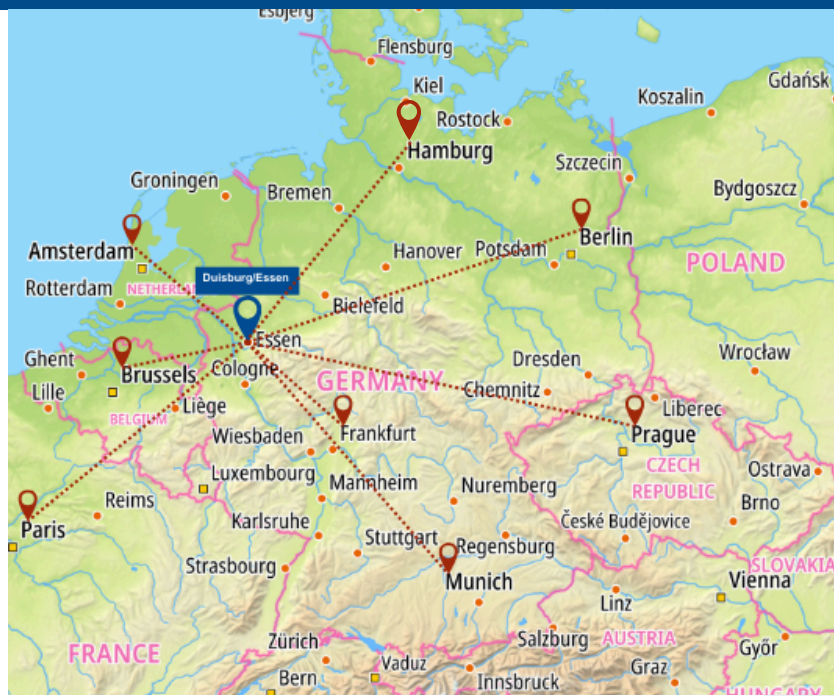 Esbjerg
Flensburg
Kiel
Gdańsk
Koszalin
Rostock
Hamburg
Szczecin
Groningen
Bremen
Bydgoszcz
Amsterdam
Berlin
Hanover
Potsdam
POLAND
Duisburg/Essen
Rotterdam
Bielefeld
Essen
Ghent
Brussels
Cologne
Dresden
Wrocław
GERMANY
Lille
Chemnitz
Liège
Liberec
BELGIUM
Wiesbaden
Frankfurt
Prague
Luxembourg
CZECH
REPUBLIC
Ostrava
Mannheim
Nuremberg
Reims
Brno
Paris
Karlsruhe
České Budějovice
Stuttgart
Regensburg
Strasbourg
SLOVAKIA
Munich
Vienna
Linz
FRANCE
Zürich
Salzburg
AUSTRIA
Győr
Vaduz
Graz
Bern
Innsbruck
HUNGARY